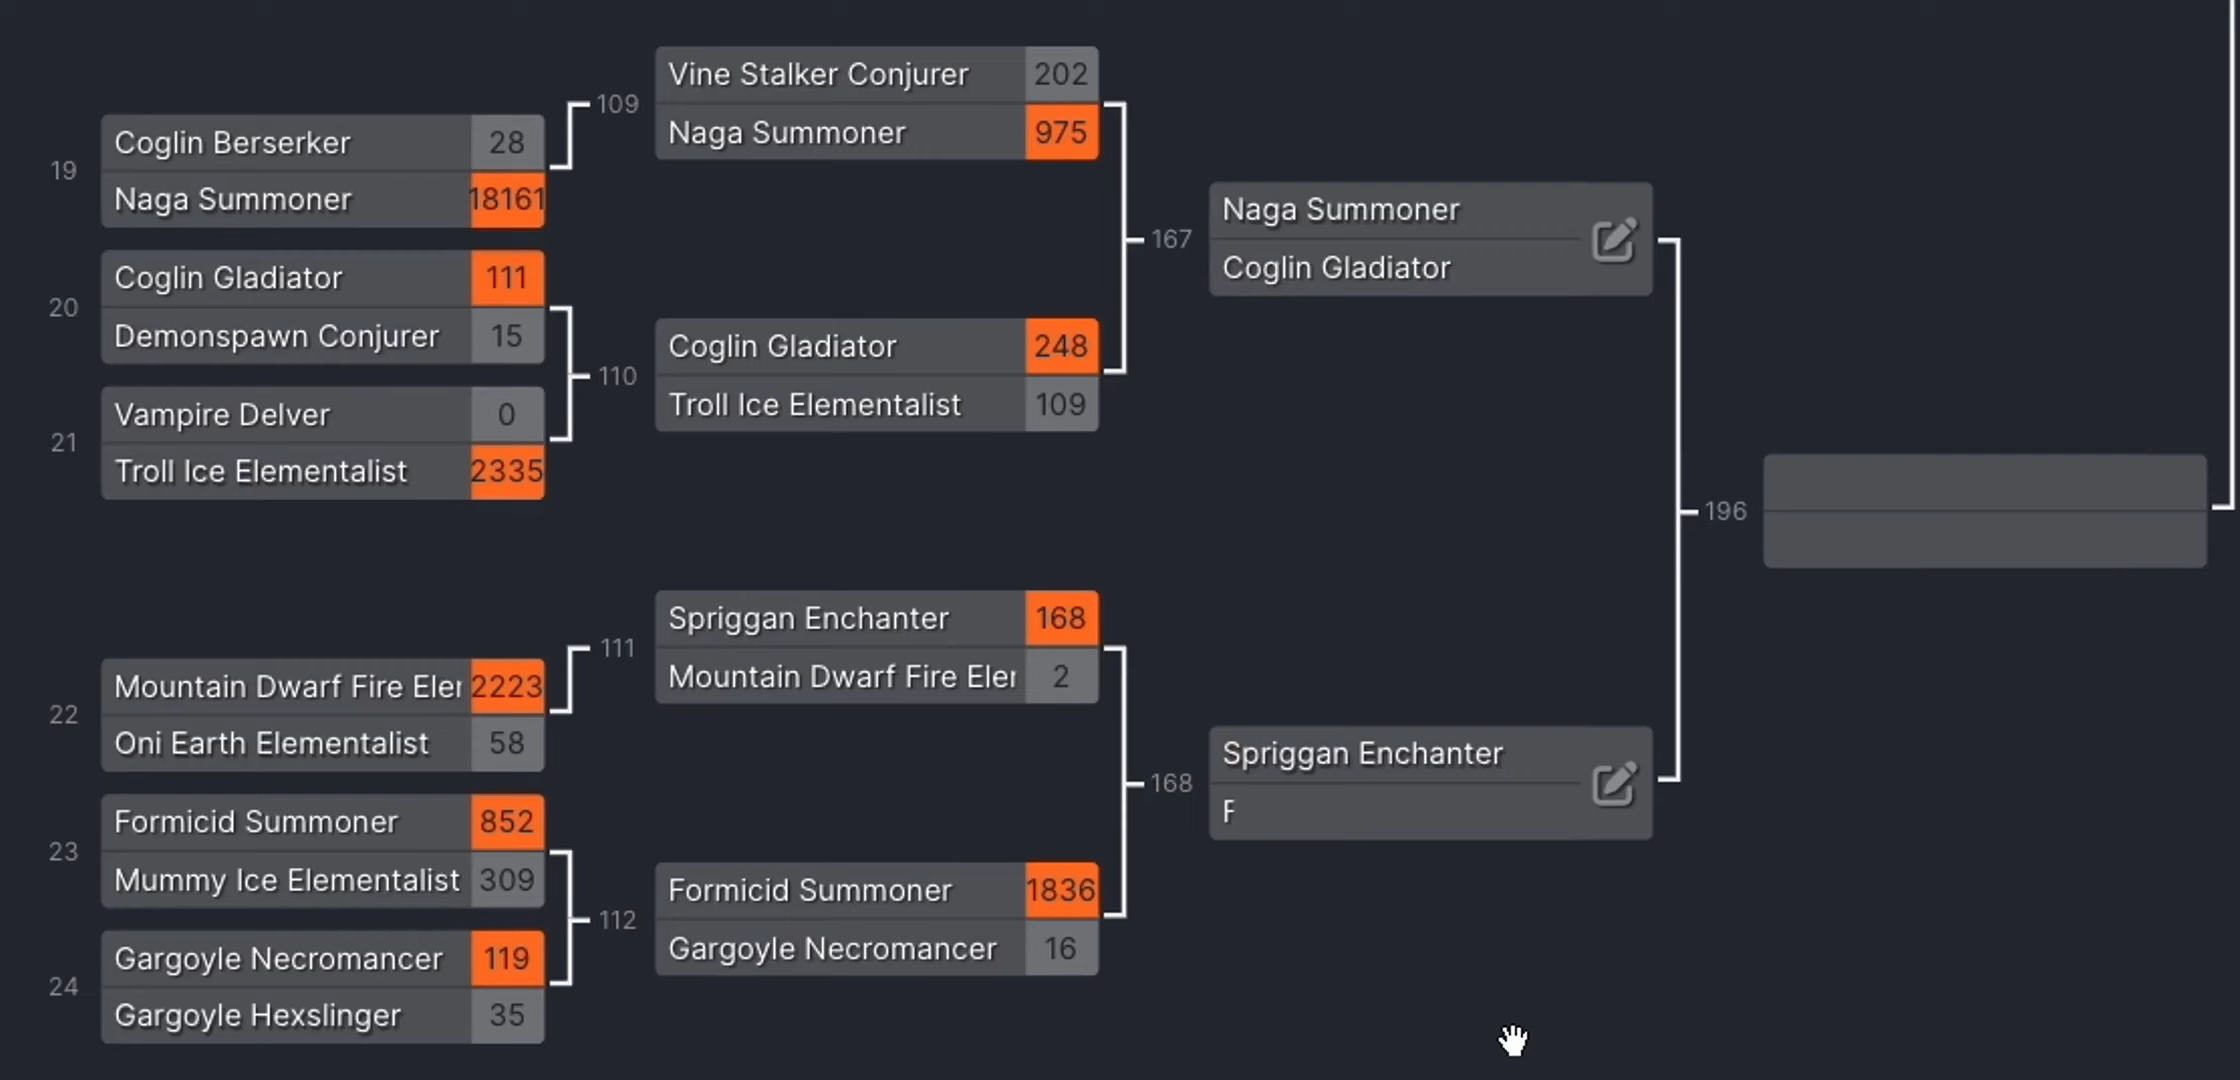 19
Coglin Berserker 28
Naga Summoner 18161
20
Coglin Gladiator 111
Demonspawn Conjurer 15
21
Vampire Delver 0
Troll Ice Elementalist 2335
22
Mountain Dwarf Fire Eler 2223
Oni Earth Elementalist 58
23
Formicid Summoner 852
Mummy Ice Elementalist 309
24
Gargoyle Necromancer 119
Gargoyle Hexslinger 35
109
Vine Stalker Conjurer 202
Naga Summoner 975
110
Coglin Gladiator 248
Troll Ice Elementalist 109
111
Spriggan Enchanter 168
Mountain Dwarf Fire Eler 2
112
Formicid Summoner 1836
Gargoyle Necromancer 16
167
Naga Summoner
Coglin Gladiator
168
Spriggan Enchanter
F
196